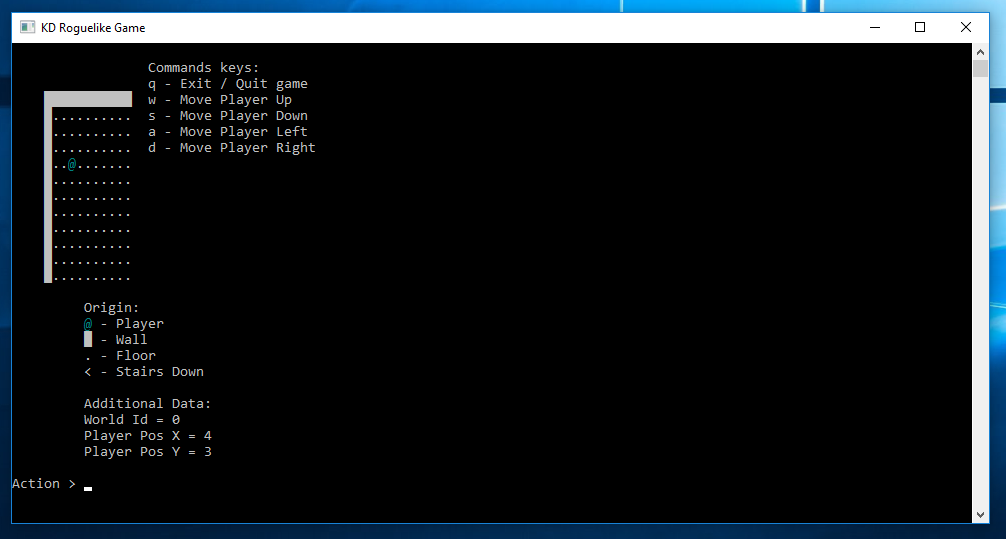 KD Roguelike Game
Commands keys:
q - Exit / Quit game
w - Move Player Up
.......... s - Move Player Down
.......... a - Move Player Left
.......... d - Move Player Right
..@.......
..........
..........
..........
..........
..........
..........
..........
Origin:
@ - Player
█ - Wall
. - Floor
< - Stairs Down
Additional Data:
World Id = 0
Player Pos X = 4
Player Pos Y = 3
Action >